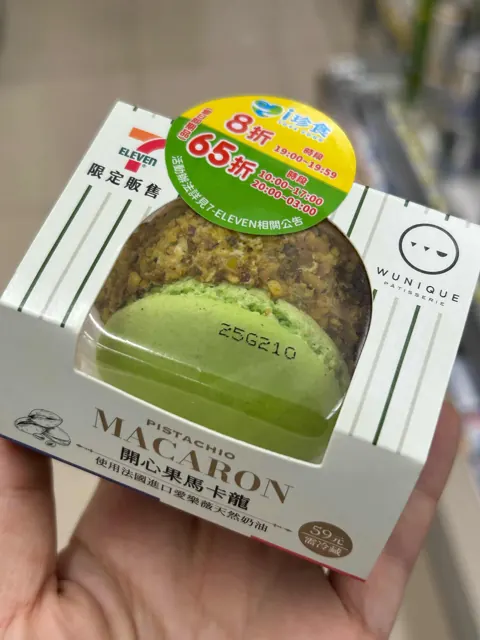 i珍食
8折 時段
19:00~19:59
65折 時段
10:00~17:00
20:00~03:00
活動辦法詳見7-ELEVEN相關公告
7
ELEVEN
限定販售
WUNIQUE
PATISSERIE
25G210
PISTACHIO
MACARON
開心果馬卡龍
使用法國進口愛樂薇天然奶油
59元
需冷藏